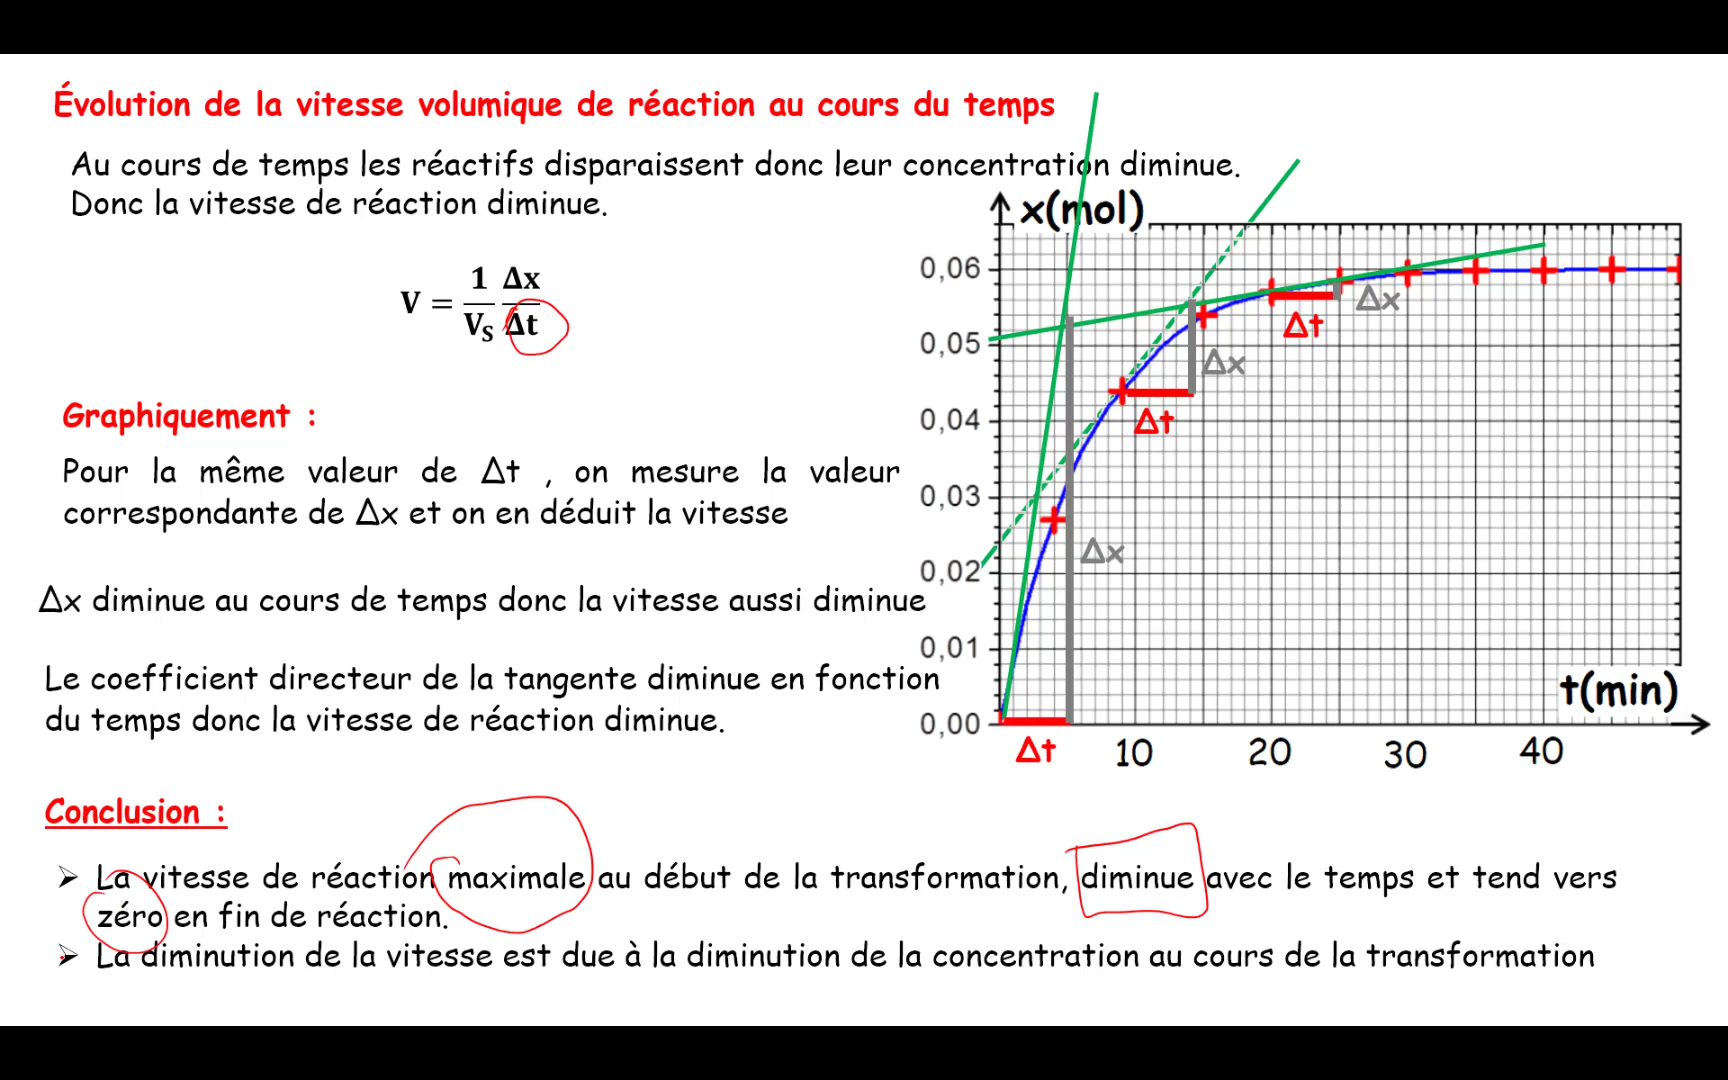 Évolution de la vitesse volumique de réaction au cours du temps
Au cours de temps les réactifs disparaissent donc leur concentration diminue.
Donc la vitesse de réaction diminue.
V = 1/V_S Δx/Δt
Graphiquement :
Pour la même valeur de Δt , on mesure la valeur
correspondante de Δx et on en déduit la vitesse
Δx diminue au cours de temps donc la vitesse aussi diminue
Le coefficient directeur de la tangente diminue en fonction
du temps donc la vitesse de réaction diminue.
x(mol)
0,06
0,05
0,04
0,03
0,02
0,01
0,00
Δx
Δt
Δx
Δt
Δx
t(min)
Δt
10
20
30
40
Conclusion :
➢ La vitesse de réaction maximale au début de la transformation, diminue avec le temps et tend vers
zéro en fin de réaction.
➢ La diminution de la vitesse est due à la diminution de la concentration au cours de la transformation